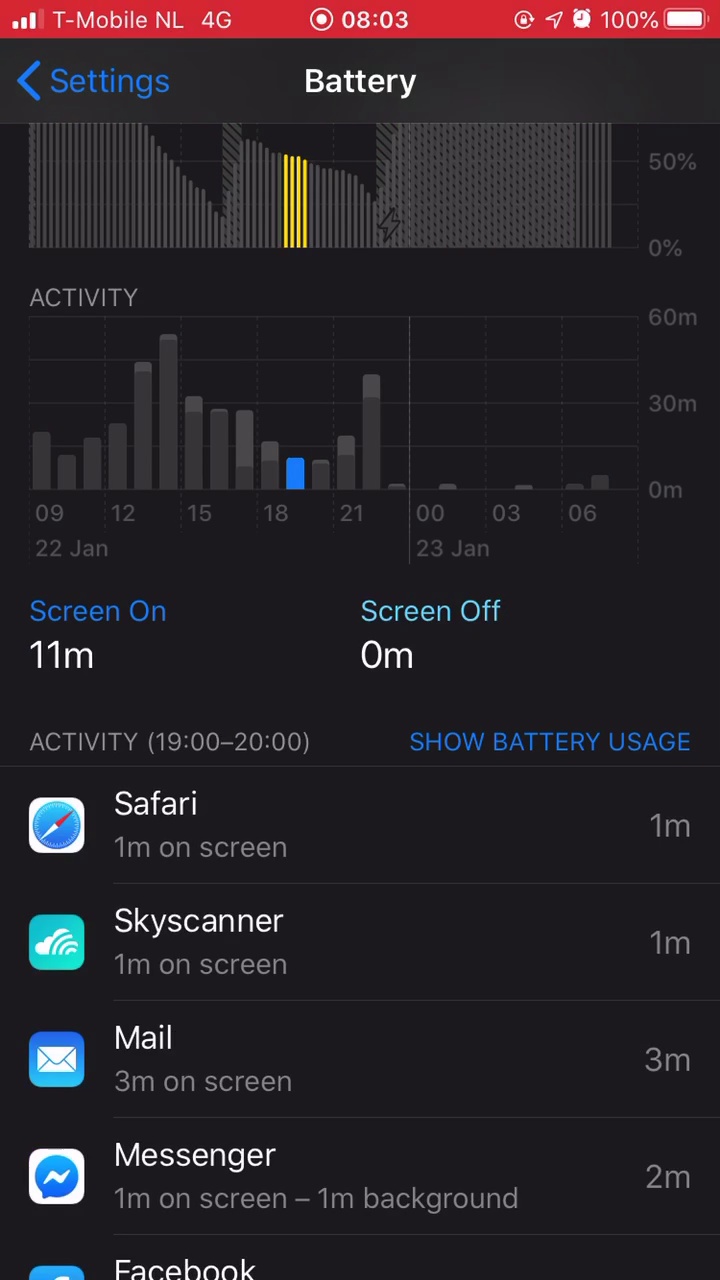 T-Mobile NL 4G 08:03 100%
Settings Battery
50%
0%
ACTIVITY
60m
30m
0m
09 12 15 18 21 00 03 06
22 Jan 23 Jan
Screen On Screen Off
11m 0m
ACTIVITY (19:00–20:00) SHOW BATTERY USAGE
Safari
1m on screen
1m
Skyscanner
1m on screen
1m
Mail
3m on screen
3m
Messenger
1m on screen – 1m background
2m
Facebook